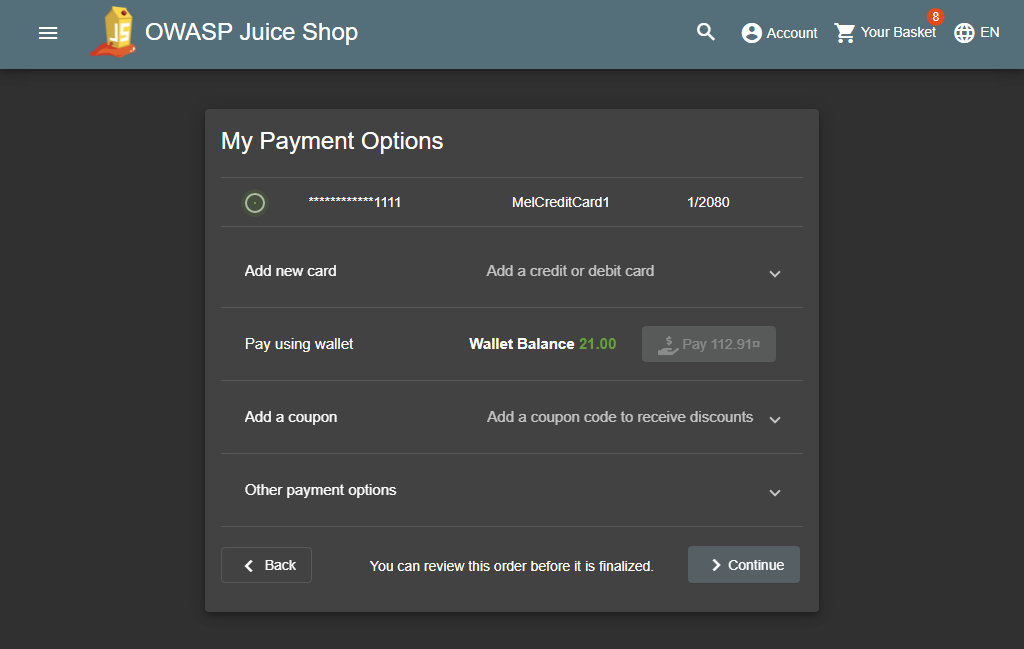 OWASP Juice Shop
Account
Your Basket
8
EN
My Payment Options
************1111 MelCreditCard1 1/2080
Add new card Add a credit or debit card
Pay using wallet Wallet Balance 21.00 Pay 112.91¤
Add a coupon Add a coupon code to receive discounts
Other payment options
Back You can review this order before it is finalized. Continue